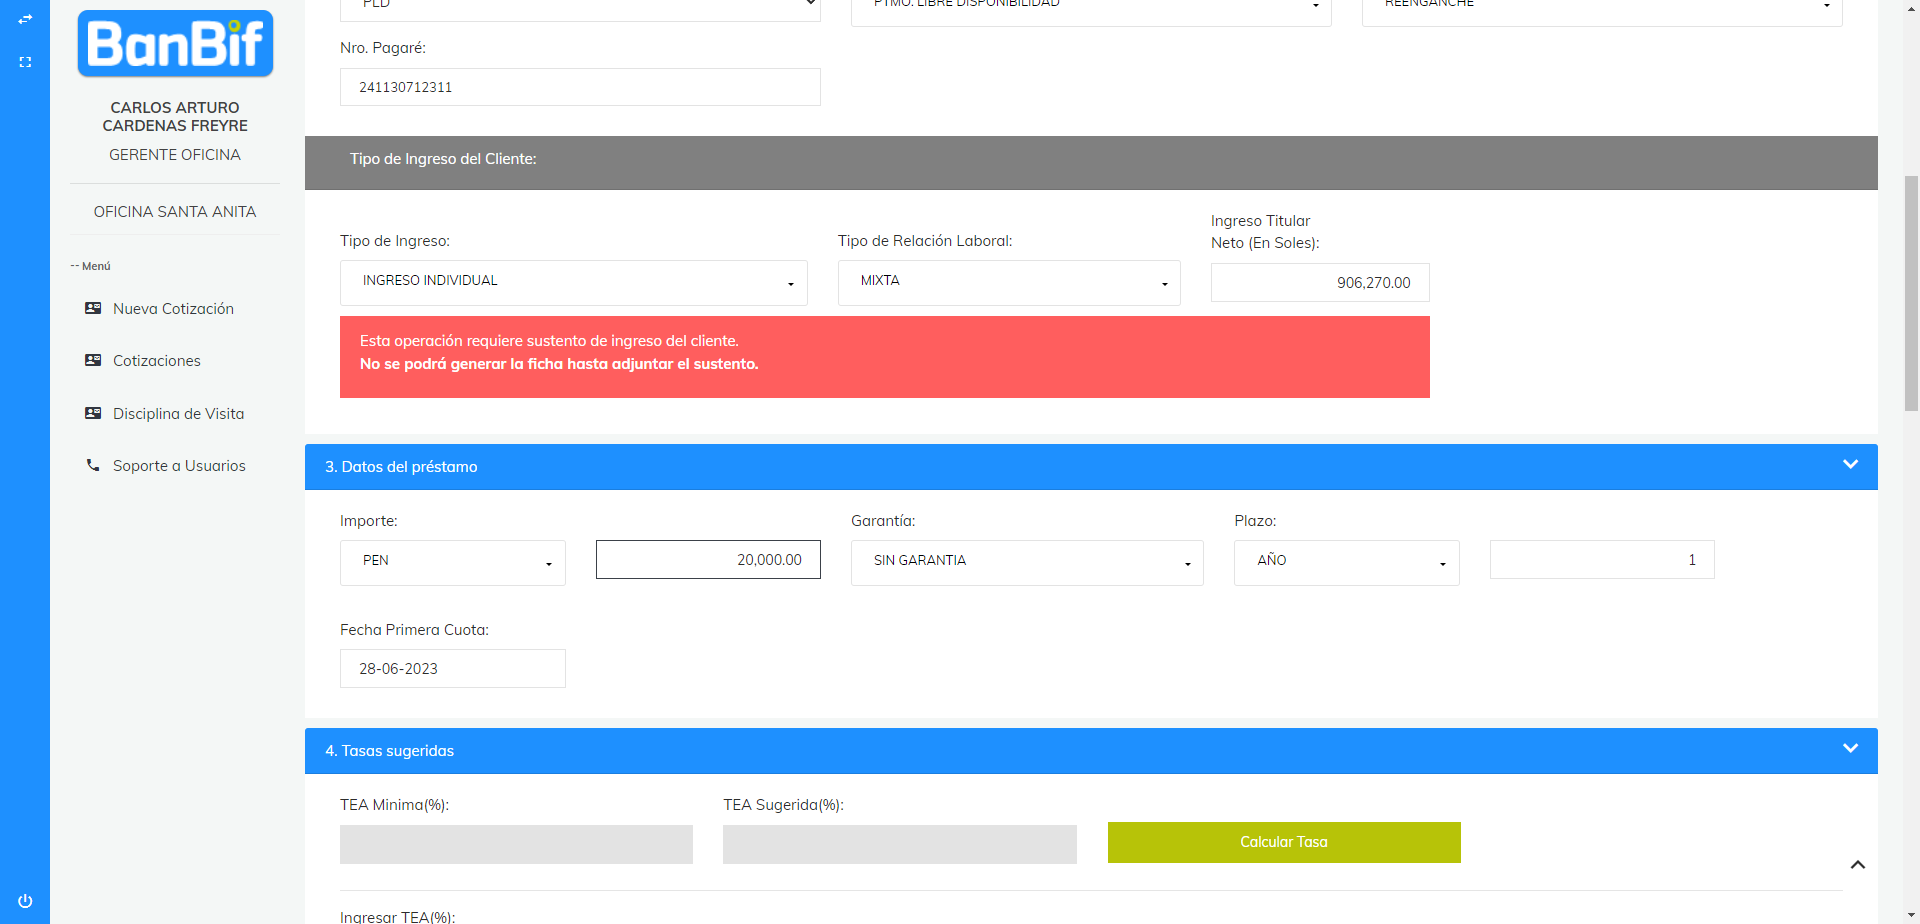 BanBif
CARLOS ARTURO
CARDENAS FREYRE
GERENTE OFICINA
OFICINA SANTA ANITA
-- Menú
Nueva Cotización
Cotizaciones
Disciplina de Visita
Soporte a Usuarios
PLD
PTMO. LIBRE DISPONIBILIDAD
REENGANCHE
Nro. Pagaré:
241130712311
Tipo de Ingreso del Cliente:
Tipo de Ingreso:
INGRESO INDIVIDUAL
Tipo de Relación Laboral:
MIXTA
Ingreso Titular
Neto (En Soles):
906,270.00
Esta operación requiere sustento de ingreso del cliente.
No se podrá generar la ficha hasta adjuntar el sustento.
3. Datos del préstamo
Importe:
PEN
20,000.00
Garantía:
SIN GARANTIA
Plazo:
AÑO
1
Fecha Primera Cuota:
28-06-2023
4. Tasas sugeridas
TEA Minima(%):
TEA Sugerida(%):
Calcular Tasa
Ingresar TEA(%):